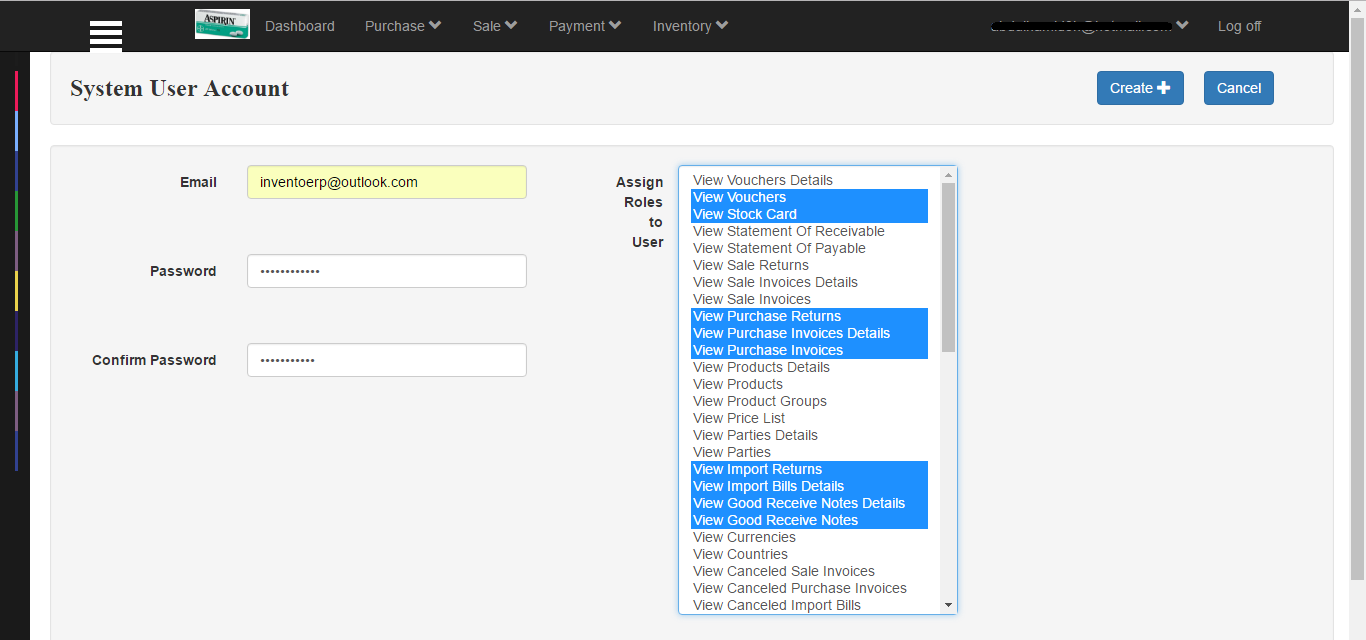 ASPIRIN
Dashboard Purchase Sale Payment Inventory Log off
System User Account
Create Cancel
Email
inventoerp@outlook.com
Password
••••••••••••
Confirm Password
•••••••••••
Assign
Roles
to
User
View Vouchers Details
View Vouchers
View Stock Card
View Statement Of Receivable
View Statement Of Payable
View Sale Returns
View Sale Invoices Details
View Sale Invoices
View Purchase Returns
View Purchase Invoices Details
View Purchase Invoices
View Products Details
View Products
View Product Groups
View Price List
View Parties Details
View Parties
View Import Returns
View Import Bills Details
View Good Receive Notes Details
View Good Receive Notes
View Currencies
View Countries
View Canceled Sale Invoices
View Canceled Purchase Invoices
View Canceled Import Bills